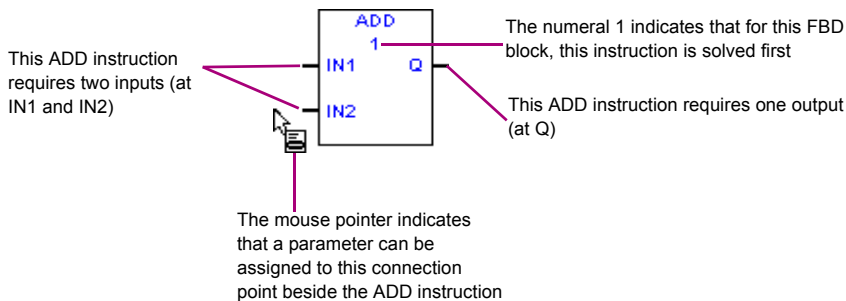 This ADD instruction
requires two inputs (at
IN1 and IN2)
ADD
1
IN1
Q
IN2
The numeral 1 indicates that for this FBD
block, this instruction is solved first
This ADD instruction requires one output
(at Q)
The mouse pointer indicates
that a parameter can be
assigned to this connection
point beside the ADD instruction